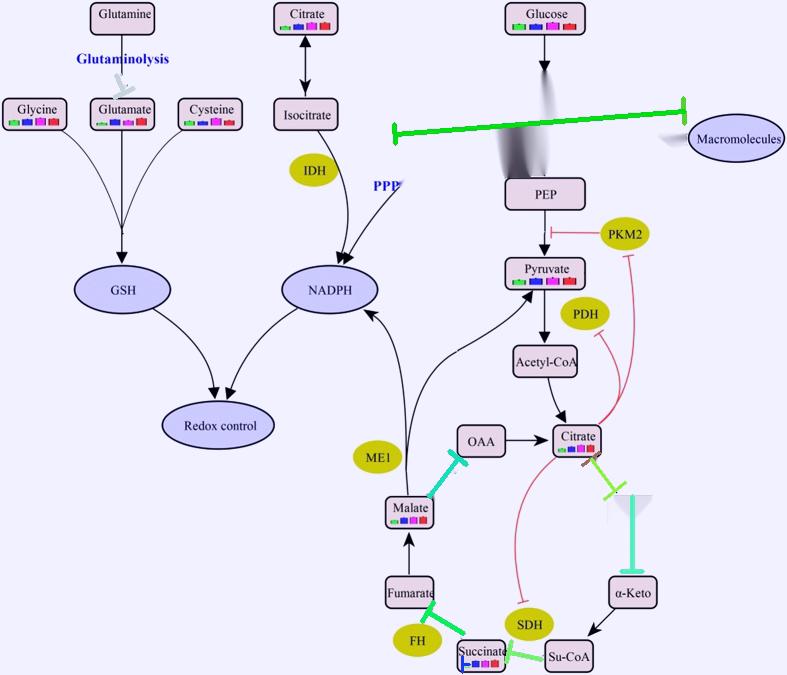 Glutamine
Citrate
Glucose
Glutaminolysis
Glycine
Glutamate
Cysteine
Isocitrate
Macromolecules
IDH
PPP
PEP
PKM2
GSH
NADPH
Pyruvate
PDH
Acetyl-CoA
Redox control
OAA
Citrate
ME1
Malate
Fumarate
α-Keto
FH
SDH
Succinate
Su-CoA